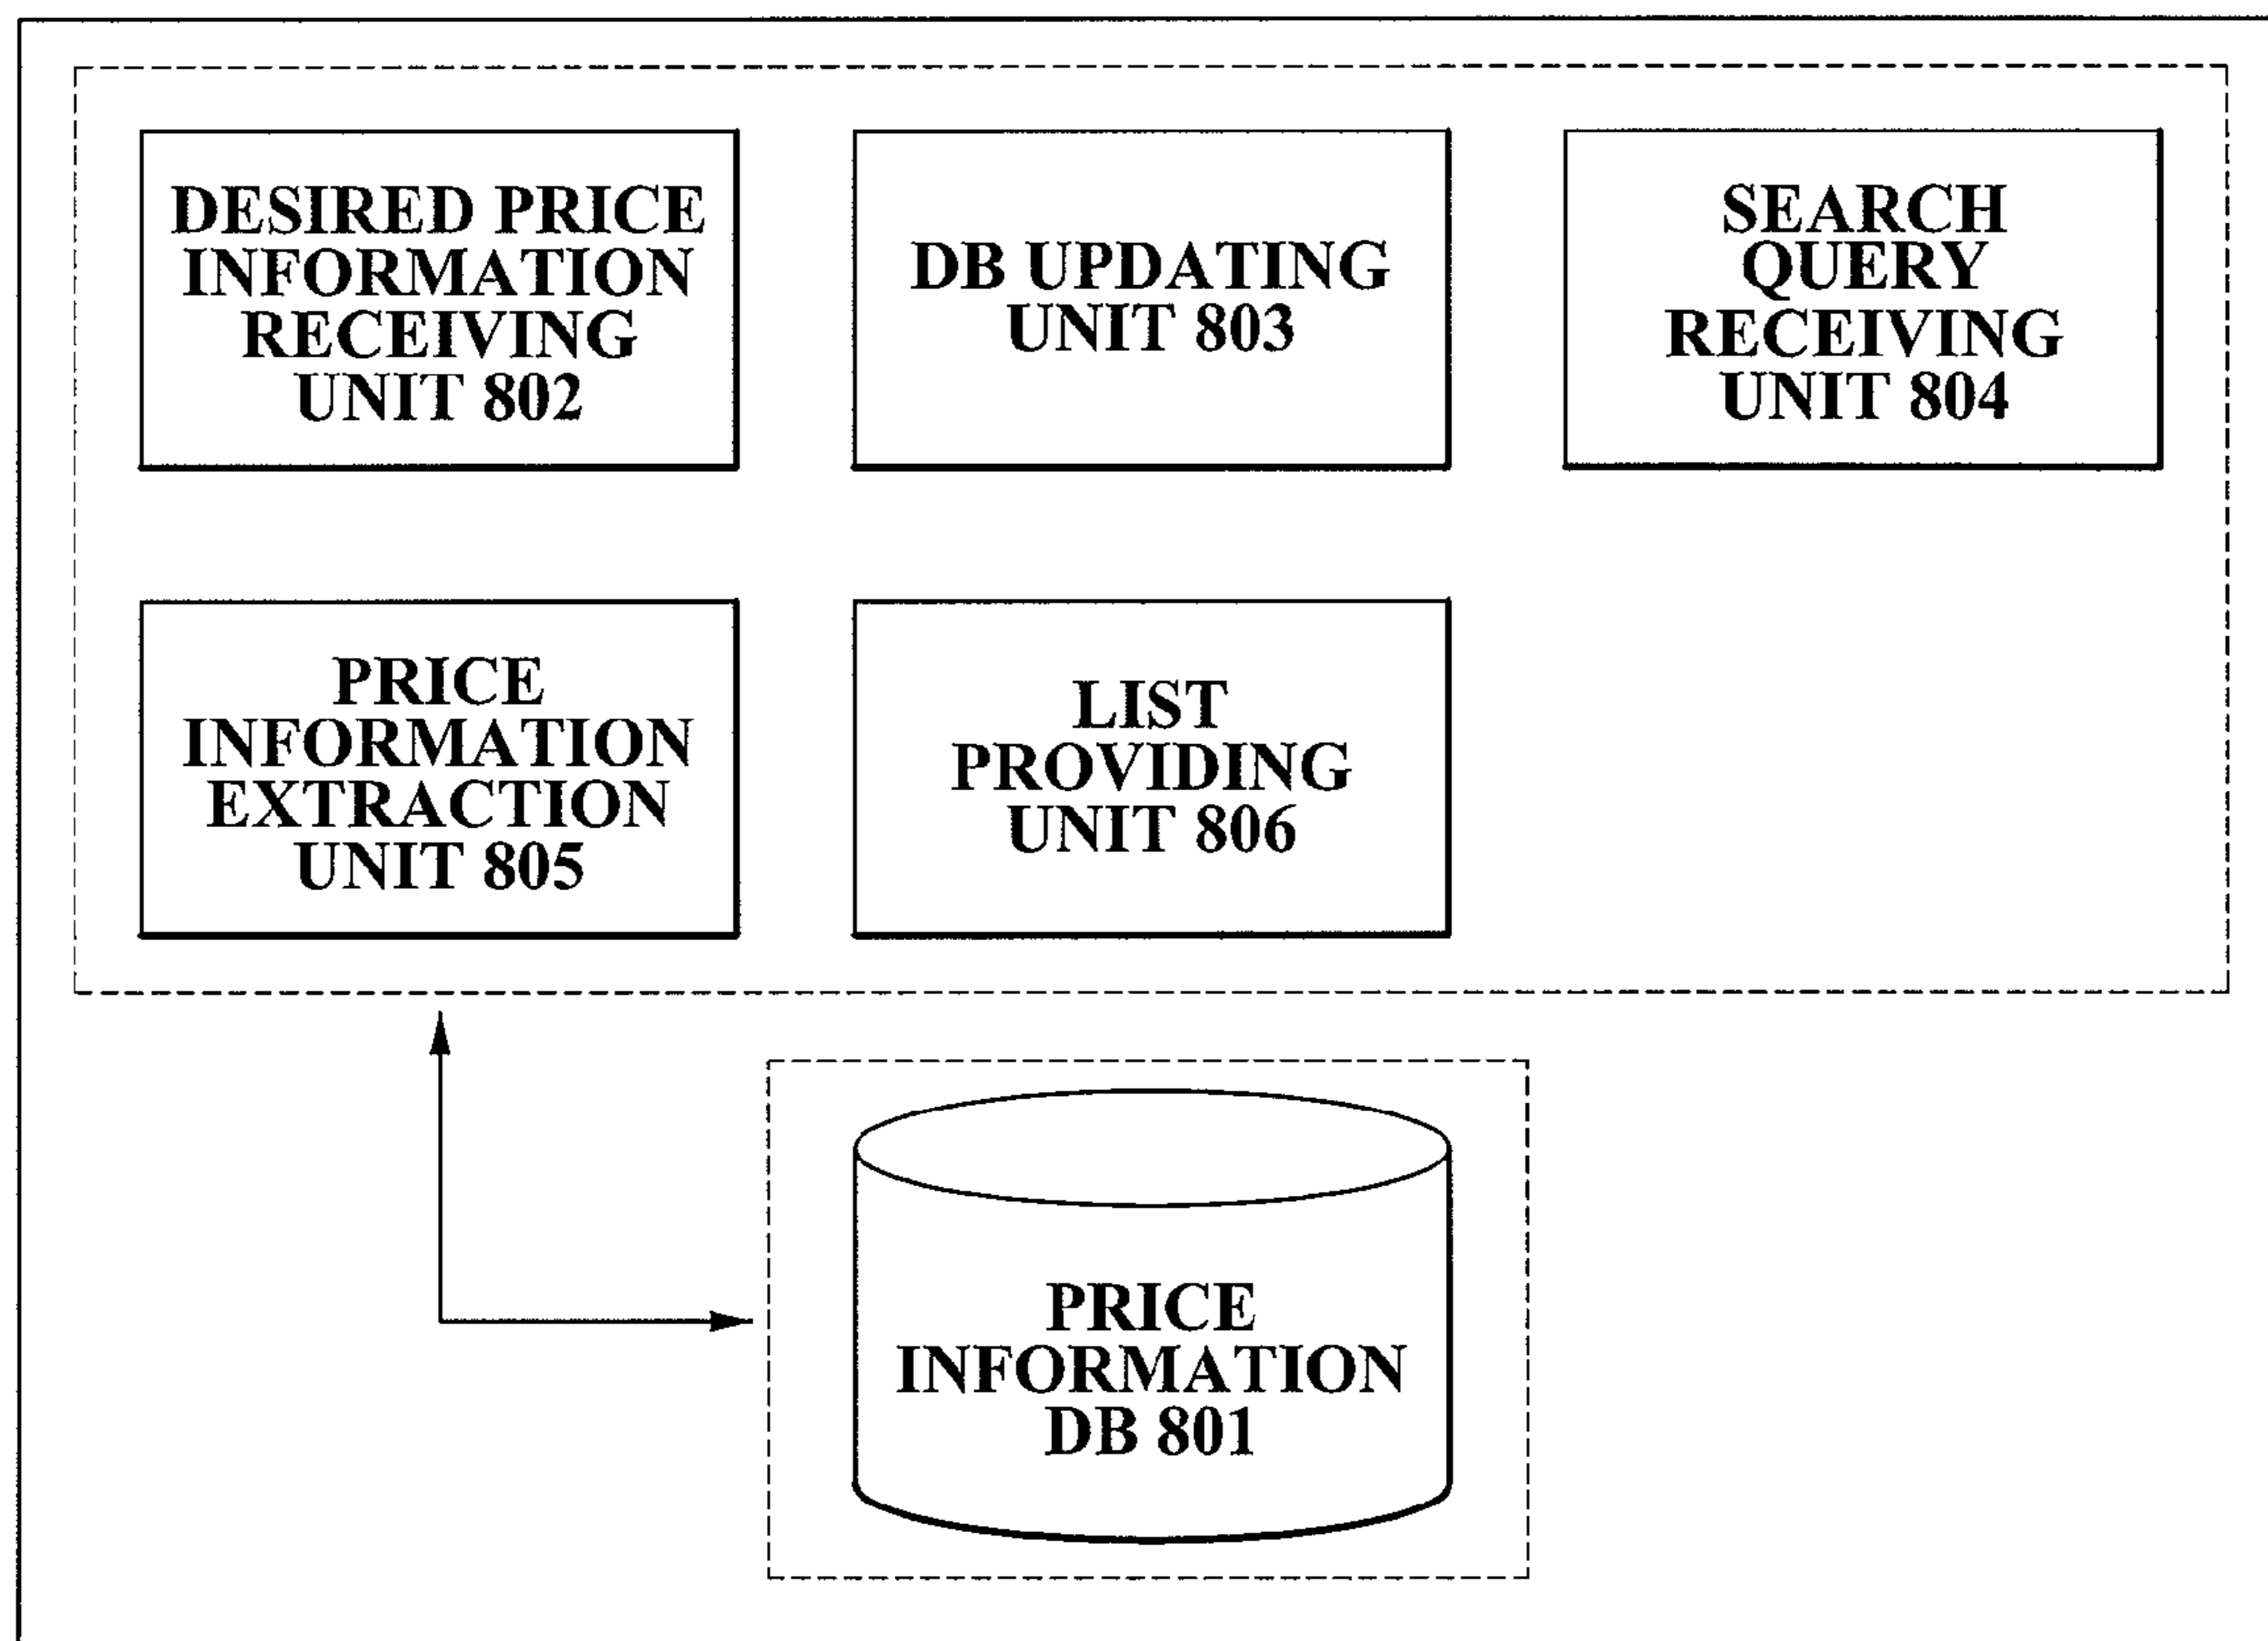 DESIRED PRICE
INFORMATION
RECEIVING
UNIT 802
DB UPDATING
UNIT 803
SEARCH
QUERY
RECEIVING
UNIT 804
PRICE
INFORMATION
EXTRACTION
UNIT 805
LIST
PROVIDING
UNIT 806
PRICE
INFORMATION
DB 801